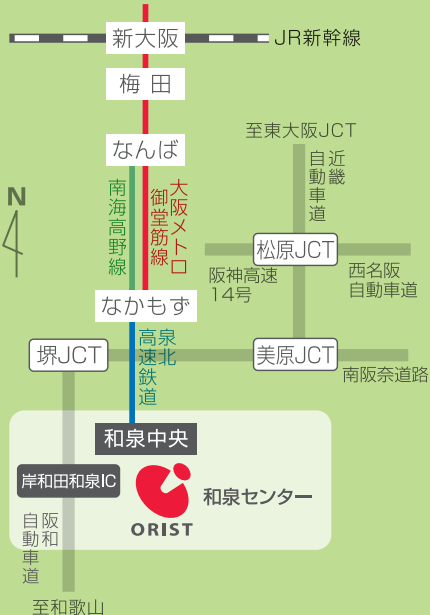 新大阪
JR新幹線
梅田
なんば
至東大阪JCT
近畿
自動車道
南海高野線
大阪メトロ
御堂筋線
N
松原JCT
阪神高速
14号
西名阪
自動車道
なかもず
泉北
高速鉄道
堺JCT
美原JCT
南阪奈道路
和泉中央
岸和田和泉IC
和泉センター
ORIST
阪和
自動車道
至和歌山